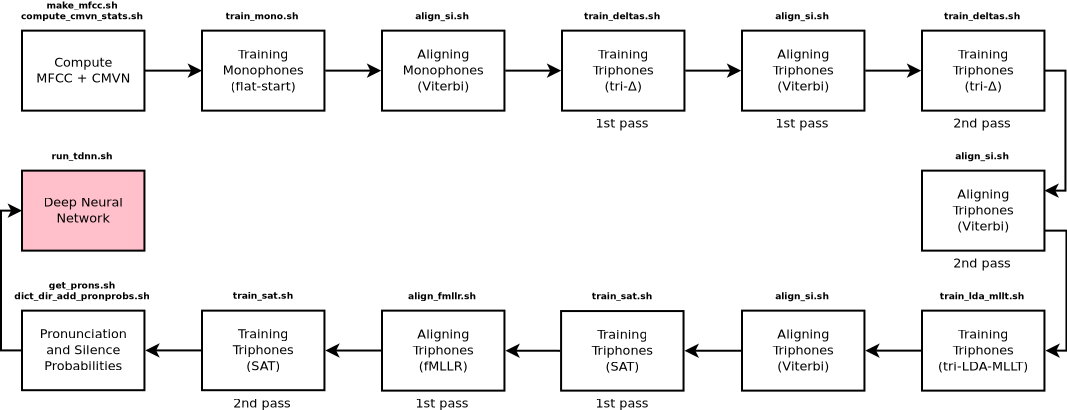 make_mfcc.sh
compute_cmvn_stats.sh
Compute
MFCC + CMVN
train_mono.sh
Training
Monophones
(flat-start)
align_si.sh
Aligning
Monophones
(Viterbi)
train_deltas.sh
Training
Triphones
(tri-Δ)
1st pass
align_si.sh
Aligning
Triphones
(Viterbi)
1st pass
train_deltas.sh
Training
Triphones
(tri-Δ)
2nd pass
align_si.sh
Aligning
Triphones
(Viterbi)
2nd pass
train_lda_mllt.sh
Training
Triphones
(tri-LDA-MLLT)
align_si.sh
Aligning
Triphones
(Viterbi)
train_sat.sh
Training
Triphones
(SAT)
1st pass
align_fmllr.sh
Aligning
Triphones
(fMLLR)
1st pass
train_sat.sh
Training
Triphones
(SAT)
2nd pass
get_prons.sh
dict_dir_add_pronprobs.sh
Pronunciation
and Silence
Probabilities
run_tdnn.sh
Deep Neural
Network